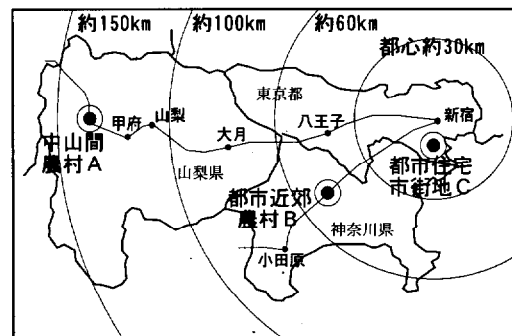 約150km
約100km
約60km
都心約30km
東京都
新宿
八王子
山梨
甲府
大月
中山間
農村A
山梨県
都市住宅
市街地C
都市近郊
農村B
神奈川県
小田原